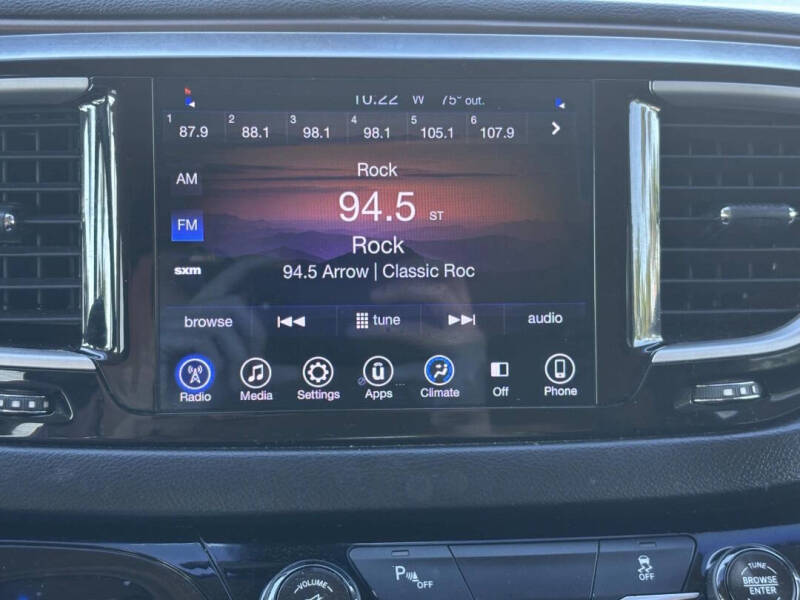 10:22 W 75° out.
1 87.9 2 88.1 3 98.1 4 98.1 5 105.1 6 107.9
AM
Rock
94.5 ST
FM
Rock
sxm
94.5 Arrow | Classic Roc
browse tune audio
Radio Media Settings Apps Climate Off Phone
VOLUME
P OFF
OFF
TUNE
BROWSE
ENTER